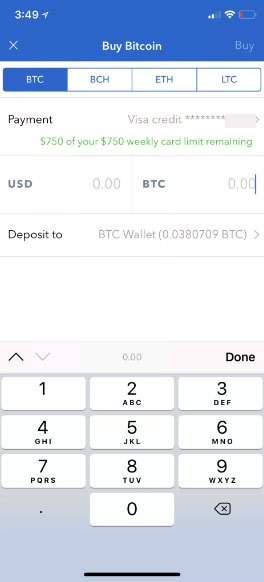 3:49
Buy Bitcoin Buy
BTC BCH ETH LTC
Payment Visa credit ********
$750 of your $750 weekly card limit remaining
USD 0.00 BTC 0.00
Deposit to BTC Wallet (0.0380709 BTC)
0.00 Done
1 2 3
ABC DEF
4 5 6
GHI JKL MNO
7 8 9
PQRS TUV WXYZ
. 0